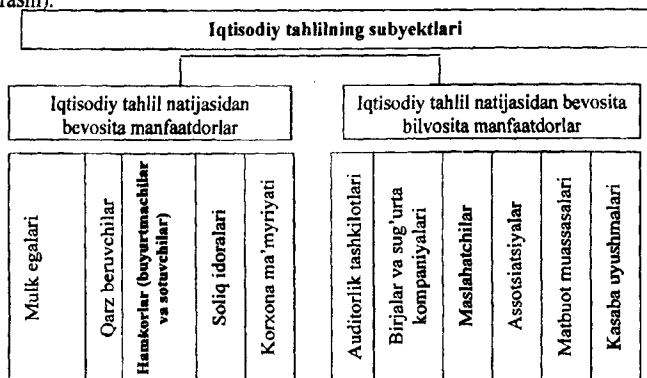 rasm).
Iqtisodiy tahlilning subyektlari
Iqtisodiy tahlil natijasidan
bevosita manfaatdorlar
Iqtisodiy tahlil natijasidan bevosita
bilvosita manfaatdorlar
Mulk egalari
Qarz beruvchilar
Hamkorlar (buyurtmachilar
va sotuvchilar)
Soliq idoralari
Korxona ma'myriyati
Auditorlik tashkilotlari
Birjalar va sug'urta
kompaniyalari
Maslahatchilar
Assotsiatsiyalar
Matbuot muassasalari
Kasaba uyushmalari